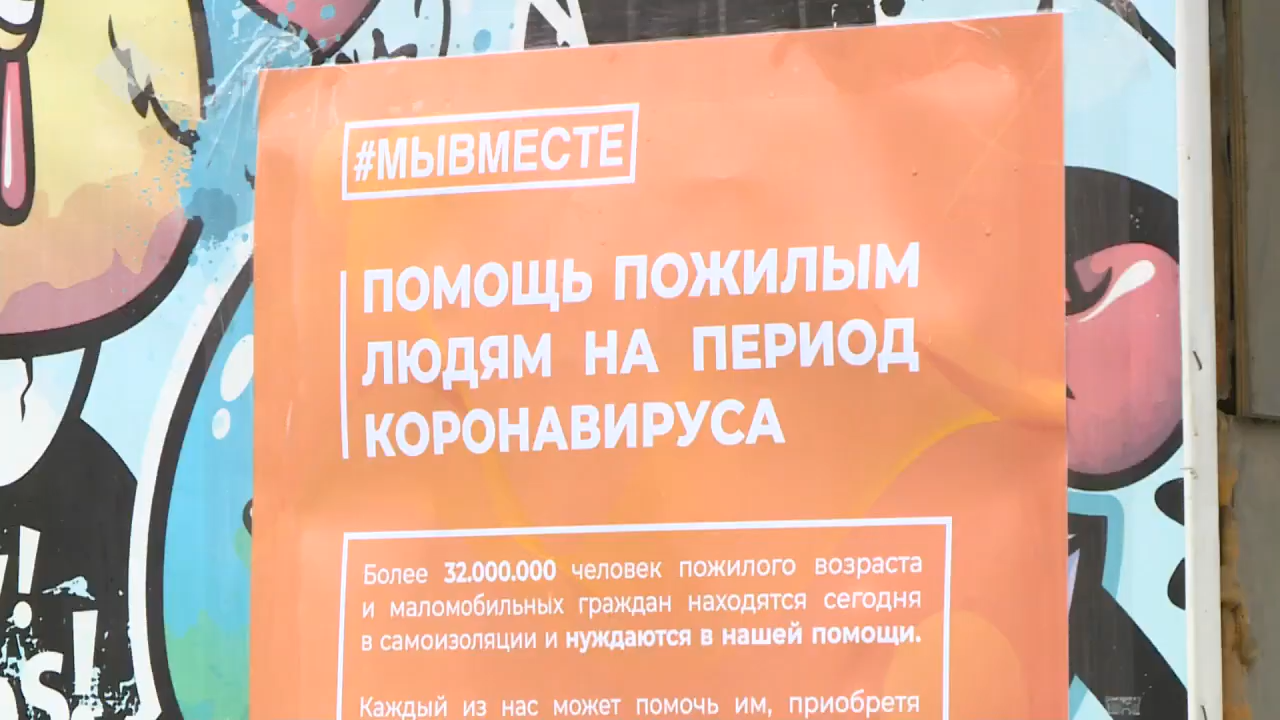 #МЫВМЕСТЕ
ПОМОЩЬ ПОЖИЛЫМ
ЛЮДЯМ НА ПЕРИОД
КОРОНАВИРУСА
Более 32.000.000 человек пожилого возраста
и маломобильных граждан находятся сегодня
в самоизоляции и нуждаются в нашей помощи.
Каждый из нас может помочь им, приобретя